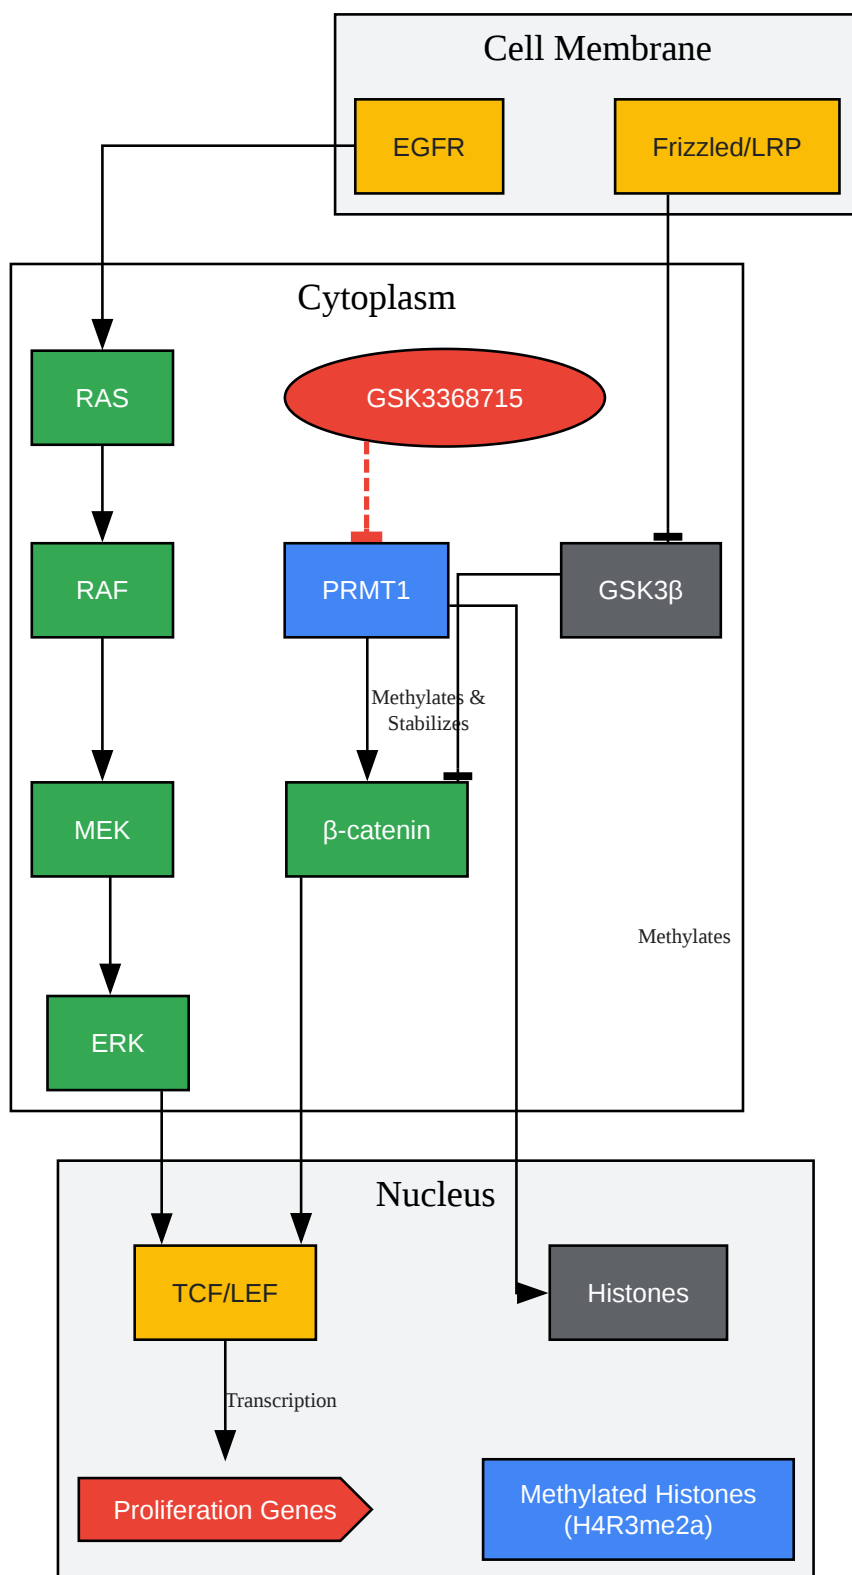 Cell Membrane
EGFR
Frizzled/LRP
Cytoplasm
RAS
GSK3368715
RAF
PRMT1
GSK3β
Methylates &
Stabilizes
MEK
β-catenin
Methylates
ERK
Nucleus
TCF/LEF
Histones
Transcription
Proliferation Genes
Methylated Histones
(H4R3me2a)